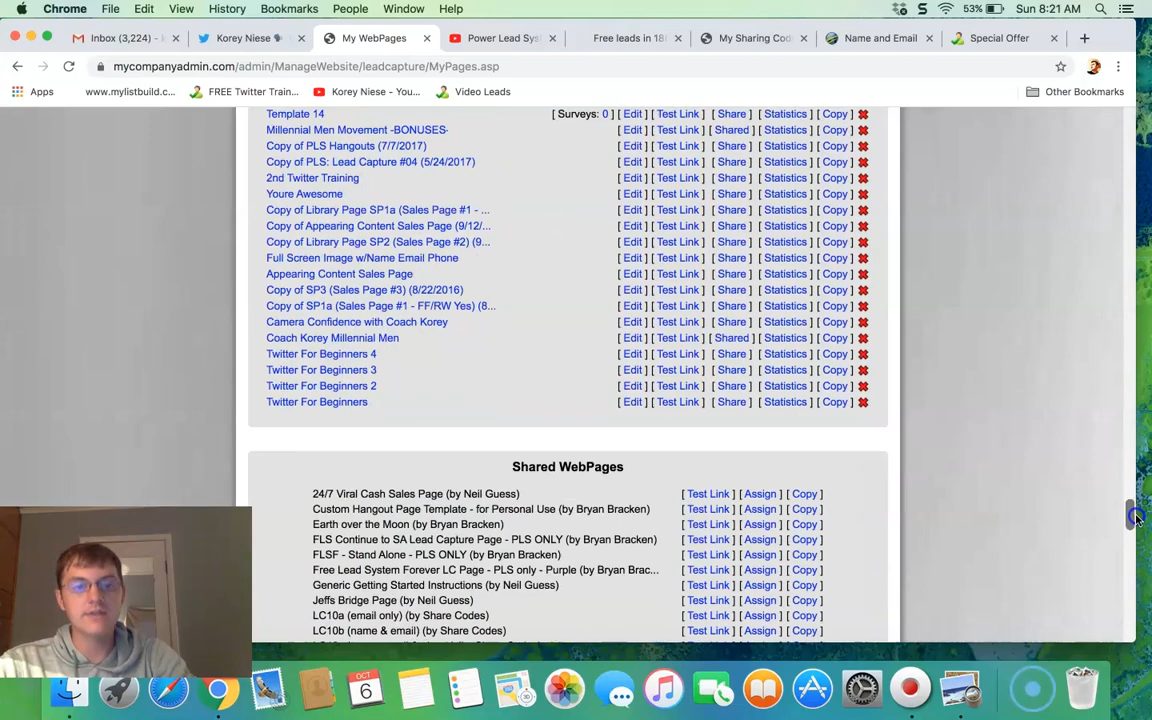 Chrome File Edit View History Bookmarks People Window Help 53% Sun 8:21 AM
Inbox (3,224) - Korey Niese My WebPages Power Lead Sys Free leads in 18 My Sharing Cod Name and Email Special Offer
mycompanyadmin.com/admin/ManageWebsite/leadcapture/MyPages.asp
Apps www.mylistbuild.c... FREE Twitter Train... Korey Niese - You... Video Leads Other Bookmarks
Template 14 [ Surveys: 0 ] [ Edit ] [ Test Link ] [ Share ] [ Statistics ] [ Copy ]
Millennial Men Movement -BONUSES- [ Edit ] [ Test Link ] [ Shared ] [ Statistics ] [ Copy ]
Copy of PLS Hangouts (7/7/2017) [ Edit ] [ Test Link ] [ Share ] [ Statistics ] [ Copy ]
Copy of PLS: Lead Capture #04 (5/24/2017) [ Edit ] [ Test Link ] [ Share ] [ Statistics ] [ Copy ]
2nd Twitter Training [ Edit ] [ Test Link ] [ Share ] [ Statistics ] [ Copy ]
Youre Awesome [ Edit ] [ Test Link ] [ Share ] [ Statistics ] [ Copy ]
Copy of Library Page SP1a (Sales Page #1 - ... [ Edit ] [ Test Link ] [ Share ] [ Statistics ] [ Copy ]
Copy of Appearing Content Sales Page (9/12/... [ Edit ] [ Test Link ] [ Share ] [ Statistics ] [ Copy ]
Copy of Library Page SP2 (Sales Page #2) (9... [ Edit ] [ Test Link ] [ Share ] [ Statistics ] [ Copy ]
Full Screen Image w/Name Email Phone [ Edit ] [ Test Link ] [ Share ] [ Statistics ] [ Copy ]
Appearing Content Sales Page [ Edit ] [ Test Link ] [ Share ] [ Statistics ] [ Copy ]
Copy of SP3 (Sales Page #3) (8/22/2016) [ Edit ] [ Test Link ] [ Share ] [ Statistics ] [ Copy ]
Copy of SP1a (Sales Page #1 - FF/RW Yes) (8... [ Edit ] [ Test Link ] [ Share ] [ Statistics ] [ Copy ]
Camera Confidence with Coach Korey [ Edit ] [ Test Link ] [ Share ] [ Statistics ] [ Copy ]
Coach Korey Millennial Men [ Edit ] [ Test Link ] [ Shared ] [ Statistics ] [ Copy ]
Twitter For Beginners 4 [ Edit ] [ Test Link ] [ Share ] [ Statistics ] [ Copy ]
Twitter For Beginners 3 [ Edit ] [ Test Link ] [ Share ] [ Statistics ] [ Copy ]
Twitter For Beginners 2 [ Edit ] [ Test Link ] [ Share ] [ Statistics ] [ Copy ]
Twitter For Beginners [ Edit ] [ Test Link ] [ Share ] [ Statistics ] [ Copy ]
Shared WebPages
24/7 Viral Cash Sales Page (by Neil Guess) [ Test Link ] [ Assign ] [ Copy ]
Custom Hangout Page Template - for Personal Use (by Bryan Bracken) [ Test Link ] [ Assign ] [ Copy ]
Earth over the Moon (by Bryan Bracken) [ Test Link ] [ Assign ] [ Copy ]
FLS Continue to SA Lead Capture Page - PLS ONLY (by Bryan Bracken) [ Test Link ] [ Assign ] [ Copy ]
FLSF - Stand Alone - PLS ONLY (by Bryan Bracken) [ Test Link ] [ Assign ] [ Copy ]
Free Lead System Forever LC Page - PLS only - Purple (by Bryan Brac... [ Test Link ] [ Assign ] [ Copy ]
Generic Getting Started Instructions (by Neil Guess) [ Test Link ] [ Assign ] [ Copy ]
Jeffs Bridge Page (by Neil Guess) [ Test Link ] [ Assign ] [ Copy ]
LC10a (email only) (by Share Codes) [ Test Link ] [ Assign ] [ Copy ]
LC10b (name & email) (by Share Codes) [ Test Link ] [ Assign ] [ Copy ]
OCT
6